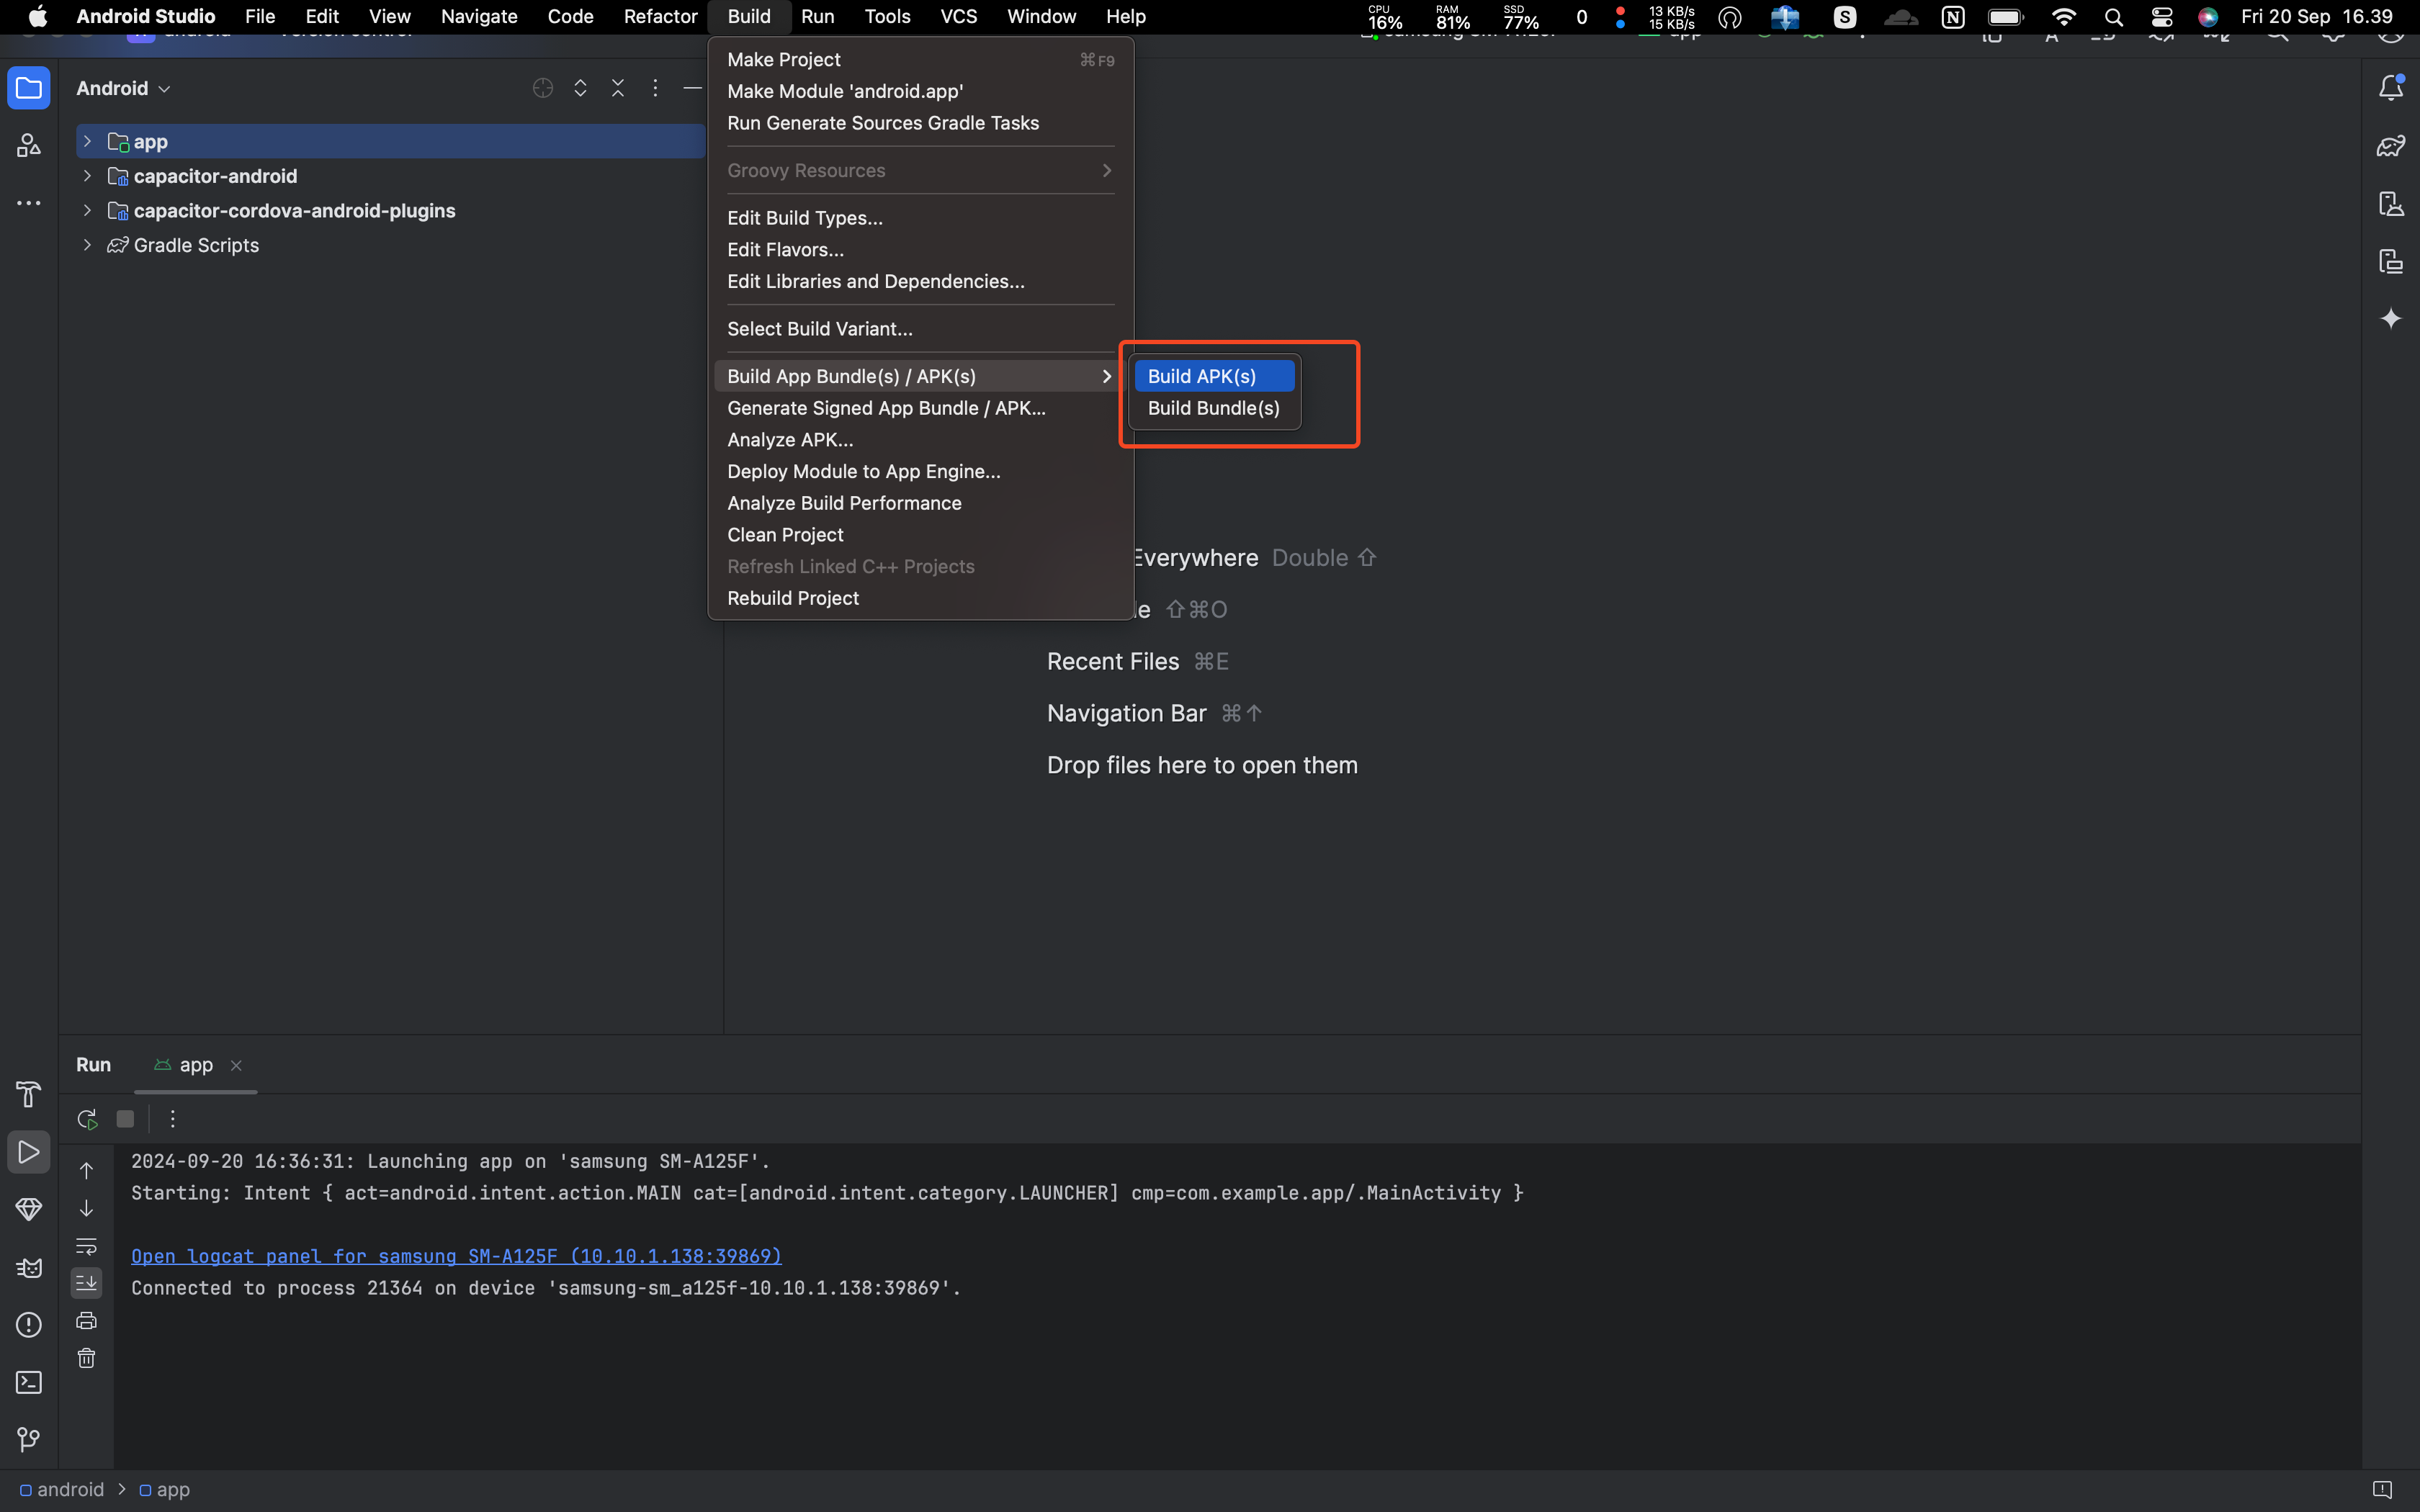 Android Studio File Edit View Navigate Code Refactor Build Run Tools VCS Window Help CPU 16% RAM 81% SSD 77% 0 13 KB/s 15 KB/s S N Fri 20 Sep 16.39
Android
app
capacitor-android
capacitor-cordova-android-plugins
Gradle Scripts
Make Project ⌘F9
Make Module 'android.app'
Run Generate Sources Gradle Tasks
Groovy Resources
Edit Build Types...
Edit Flavors...
Edit Libraries and Dependencies...
Select Build Variant...
Build App Bundle(s) / APK(s)
Generate Signed App Bundle / APK...
Analyze APK...
Deploy Module to App Engine...
Analyze Build Performance
Clean Project
Refresh Linked C++ Projects
Rebuild Project
Build APK(s)
Build Bundle(s)
Everywhere Double ⇧
⇧⌘O
Recent Files ⌘E
Navigation Bar ⌘↑
Drop files here to open them
Run app
2024-09-20 16:36:31: Launching app on 'samsung SM-A125F'.
Starting: Intent { act=android.intent.action.MAIN cat=[android.intent.category.LAUNCHER] cmp=com.example.app/.MainActivity }
Open logcat panel for samsung SM-A125F (10.10.1.138:39869)
Connected to process 21364 on device 'samsung-sm_a125f-10.10.1.138:39869'.
android > app